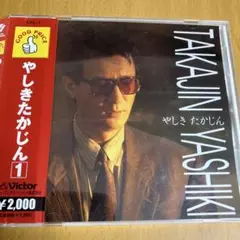 GOOD PRICE
やしきたかじん 1
Victor
¥2,000
TAKAJIN YASHIKI
やしき たかじん